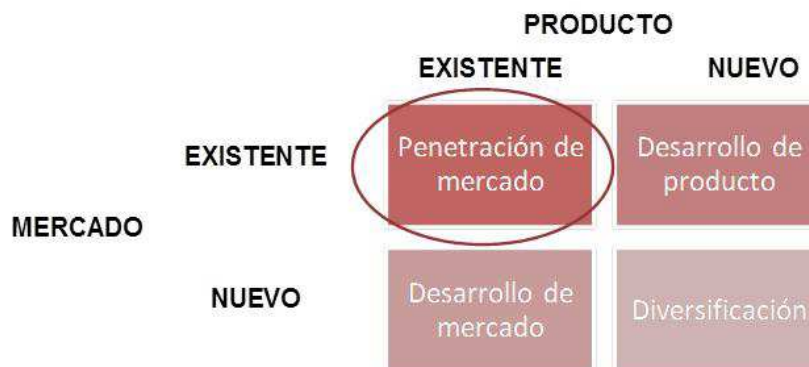 PRODUCTO
EXISTENTE NUEVO
EXISTENTE
Penetración de
mercado
Desarrollo de
producto
MERCADO
NUEVO
Desarrollo de
mercado
Diversificación